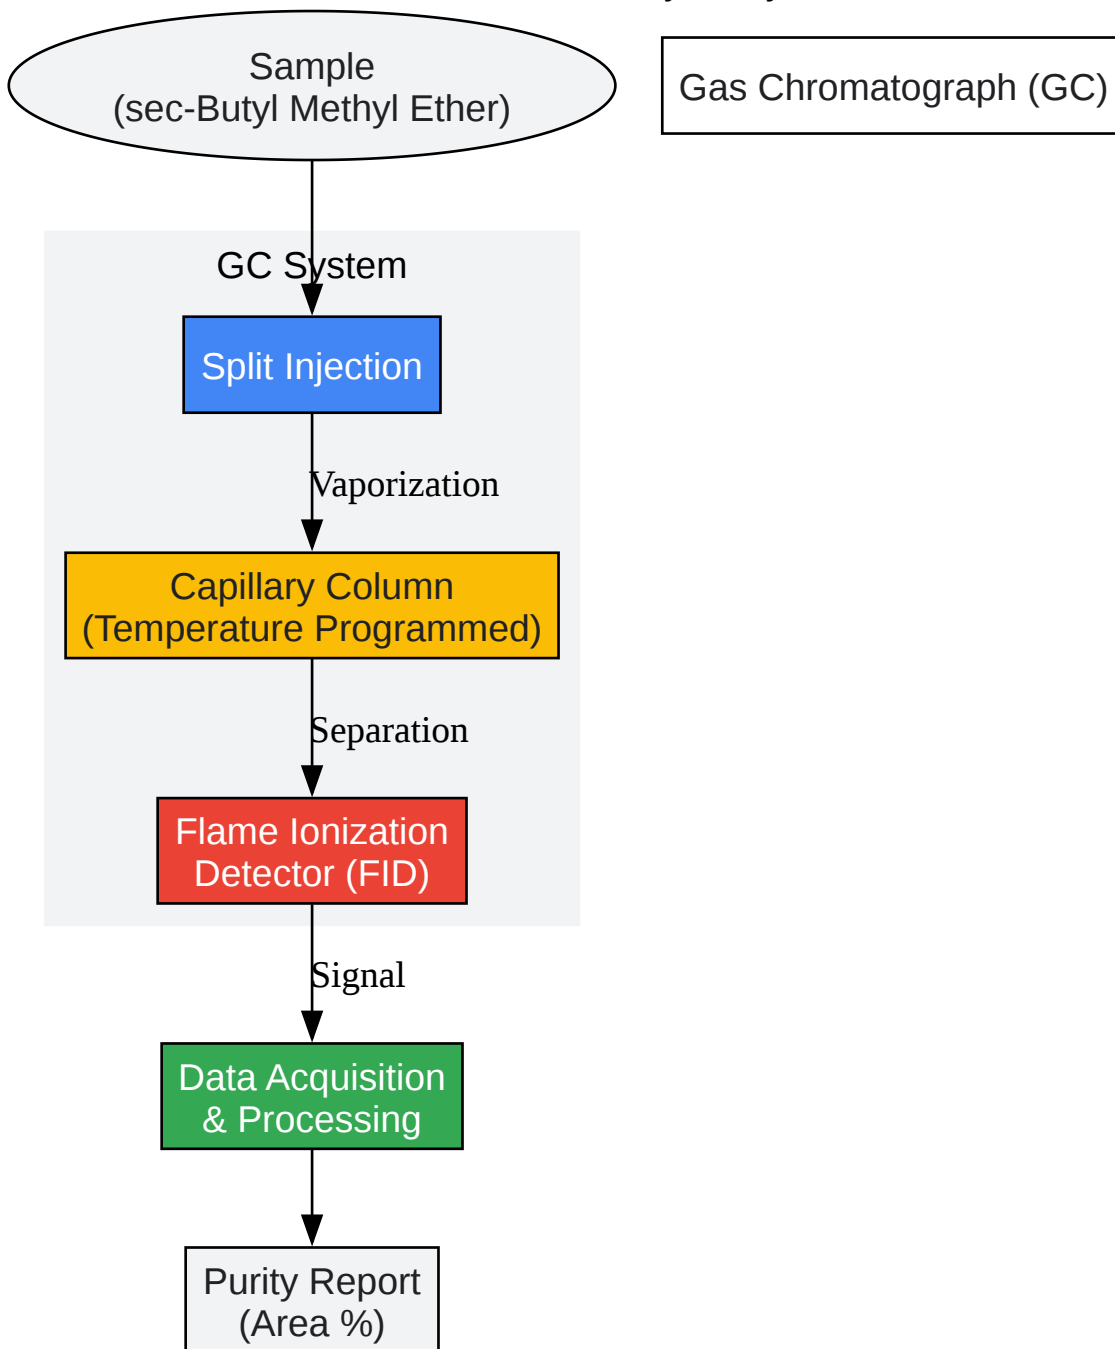 Sample
(sec-Butyl Methyl Ether)
Gas Chromatograph (GC)
GC System
Split Injection
Vaporization
Capillary Column
(Temperature Programmed)
Separation
Flame Ionization
Detector (FID)
Signal
Data Acquisition
& Processing
Purity Report
(Area %)